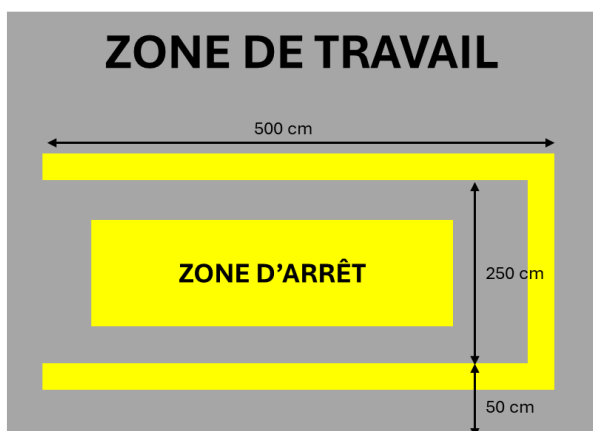 ZONE DE TRAVAIL
500 cm
ZONE D’ARRÊT
250 cm
50 cm